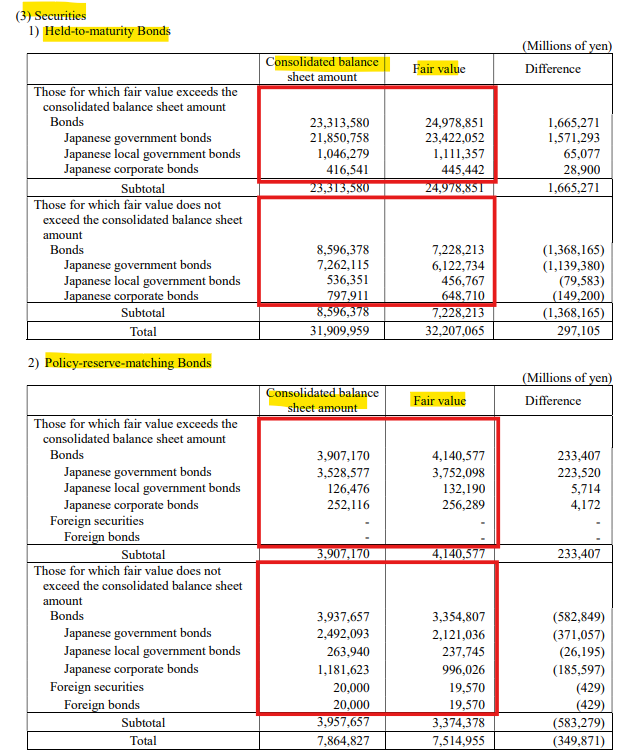 (3) Securities
1) Held-to-maturity Bonds
(Millions of yen)
Consolidated balance sheet amount Fair value Difference
Those for which fair value exceeds the
consolidated balance sheet amount
Bonds 23,313,580 24,978,851 1,665,271
Japanese government bonds 21,850,758 23,422,052 1,571,293
Japanese local government bonds 1,046,279 1,111,357 65,077
Japanese corporate bonds 416,541 445,442 28,900
Subtotal 23,313,580 24,978,851 1,665,271
Those for which fair value does not
exceed the consolidated balance sheet
amount
Bonds 8,596,378 7,228,213 (1,368,165)
Japanese government bonds 7,262,115 6,122,734 (1,139,380)
Japanese local government bonds 536,351 456,767 (79,583)
Japanese corporate bonds 797,911 648,710 (149,200)
Subtotal 8,596,378 7,228,213 (1,368,165)
Total 31,909,959 32,207,065 297,105
2) Policy-reserve-matching Bonds
(Millions of yen)
Consolidated balance sheet amount Fair value Difference
Those for which fair value exceeds the
consolidated balance sheet amount
Bonds 3,907,170 4,140,577 233,407
Japanese government bonds 3,528,577 3,752,098 223,520
Japanese local government bonds 126,476 132,190 5,714
Japanese corporate bonds 252,116 256,289 4,172
Foreign securities - - -
Foreign bonds - - -
Subtotal 3,907,170 4,140,577 233,407
Those for which fair value does not
exceed the consolidated balance sheet
amount
Bonds 3,937,657 3,354,807 (582,849)
Japanese government bonds 2,492,093 2,121,036 (371,057)
Japanese local government bonds 263,940 237,745 (26,195)
Japanese corporate bonds 1,181,623 996,026 (185,597)
Foreign securities 20,000 19,570 (429)
Foreign bonds 20,000 19,570 (429)
Subtotal 3,957,657 3,374,378 (583,279)
Total 7,864,827 7,514,955 (349,871)